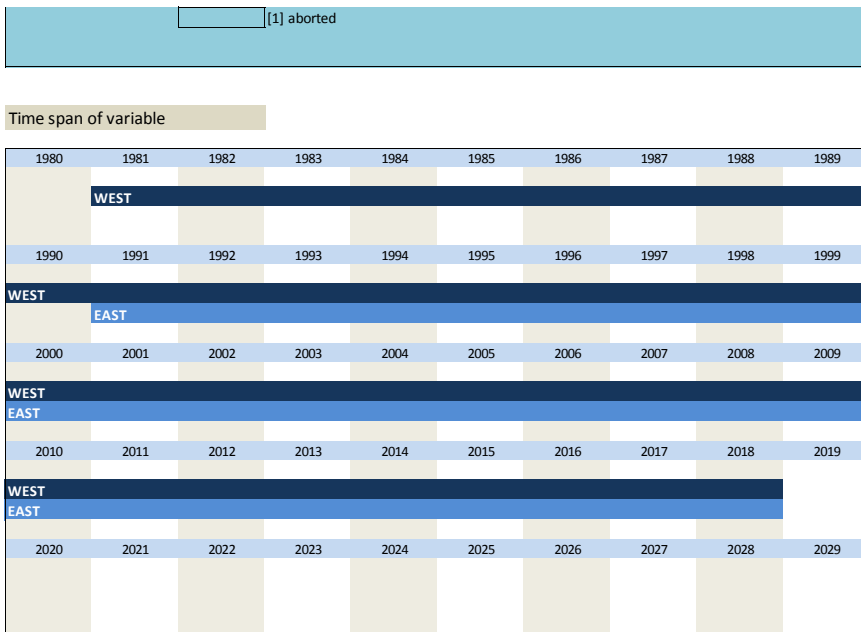 [1] aborted
Time span of variable
1980 1981 1982 1983 1984 1985 1986 1987 1988 1989
WEST
1990 1991 1992 1993 1994 1995 1996 1997 1998 1999
WEST
EAST
2000 2001 2002 2003 2004 2005 2006 2007 2008 2009
WEST
EAST
2010 2011 2012 2013 2014 2015 2016 2017 2018 2019
WEST
EAST
2020 2021 2022 2023 2024 2025 2026 2027 2028 2029